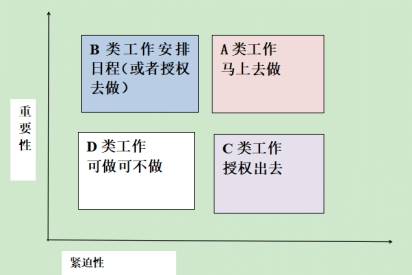 B 类工作安排
日程(或者授权
去做)
A 类工作
马上去做
重要性
D 类工作
可做可不做
C 类工作
授权出去
紧迫性